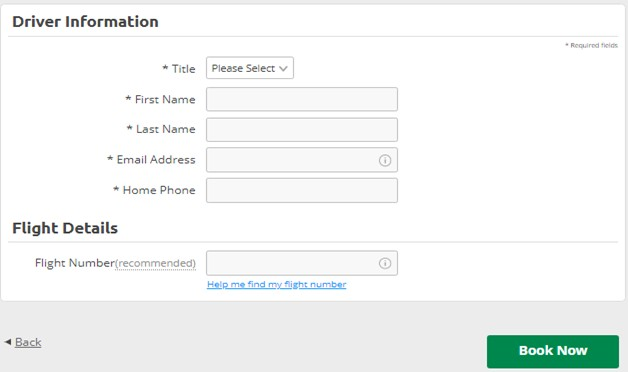 Driver Information
* Required fields
* Title Please Select
* First Name
* Last Name
* Email Address
* Home Phone
Flight Details
Flight Number(recommended)
Help me find my flight number
Back
Book Now